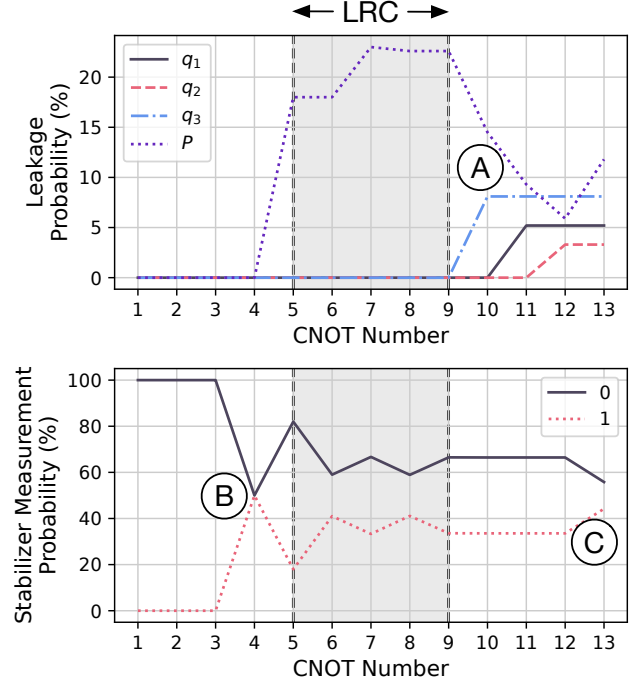 LRC
Leakage
Probability (%)
20
15
10
5
0
q1
q2
q3
P
A
1 2 3 4 5 6 7 8 9 10 11 12 13
CNOT Number
Stabilizer Measurement
Probability (%)
100
80
60
40
20
0
0
1
B
C
1 2 3 4 5 6 7 8 9 10 11 12 13
CNOT Number